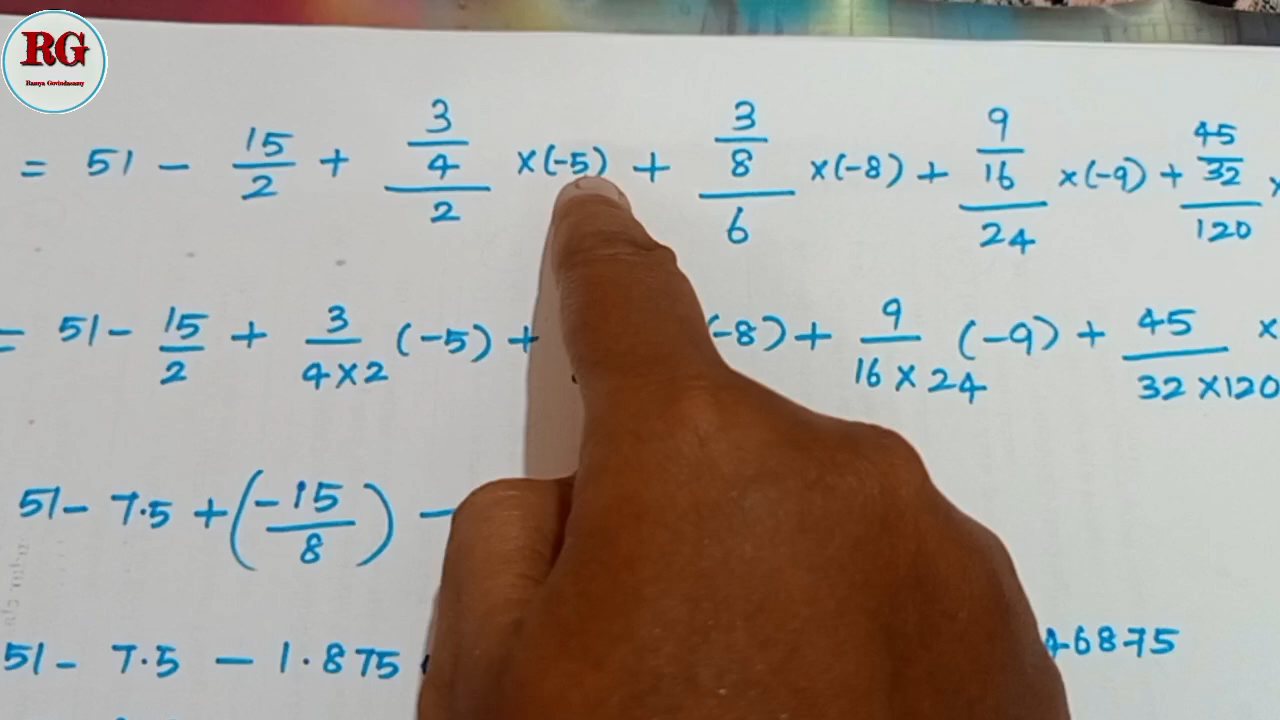 RG
Ramya Govindasamy
= 51 - 15/2 + (3/4)/2 ×(-5) + (3/8)/6 ×(-8) + (9/16)/24 ×(-9) + (45/32)/120 ×
= 51 - 15/2 + 3/(4×2) (-5) + (-8) + 9/(16×24) (-9) + 45/(32×120) ×
51 - 7.5 + (-15/8) -
51 - 7.5 - 1.875 6875